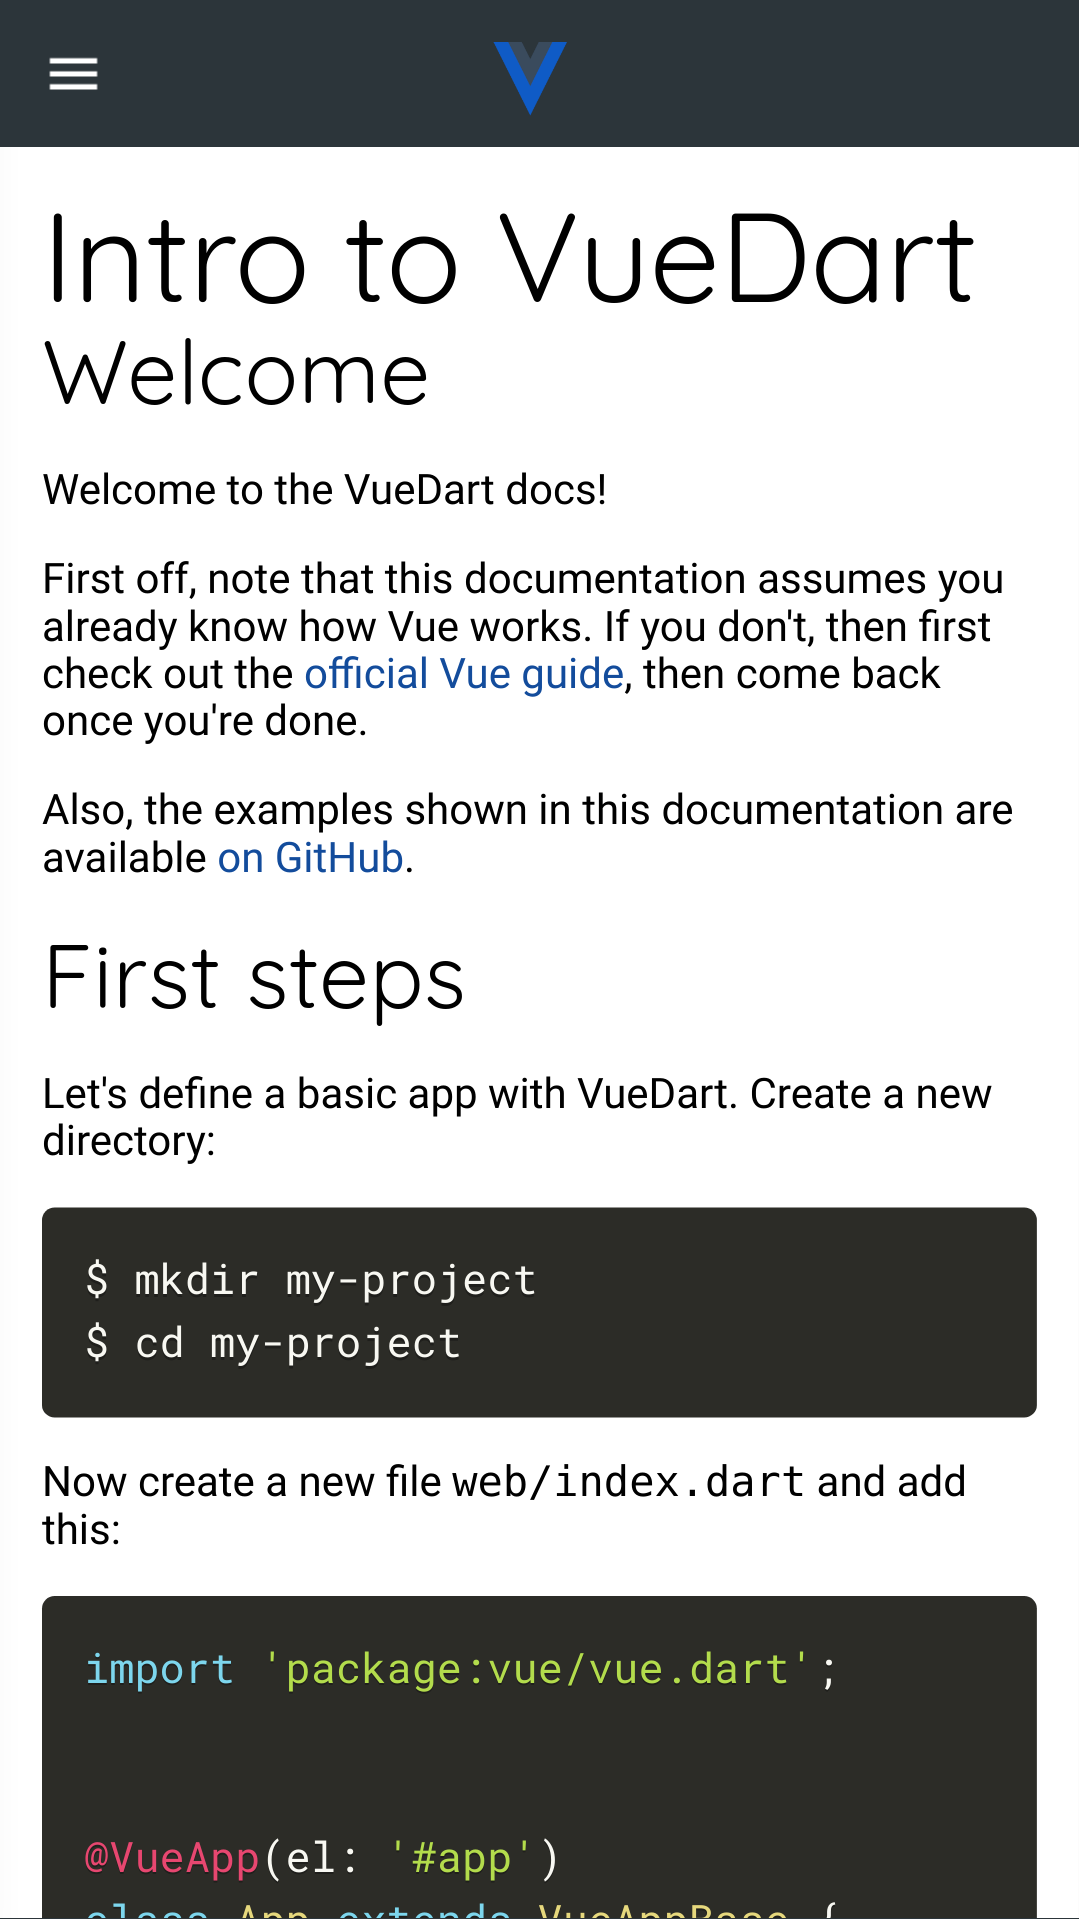 Intro to VueDart
Welcome
Welcome to the VueDart docs!
First off, note that this documentation assumes you
already know how Vue works. If you don't, then first
check out the official Vue guide, then come back
once you're done.
Also, the examples shown in this documentation are
available on GitHub.
First steps
Let's define a basic app with VueDart. Create a new
directory:
$ mkdir my-project
$ cd my-project
Now create a new file web/index.dart and add
this:
import 'package:vue/vue.dart';
@VueApp(el: '#app')
class App extends VueAppBase {